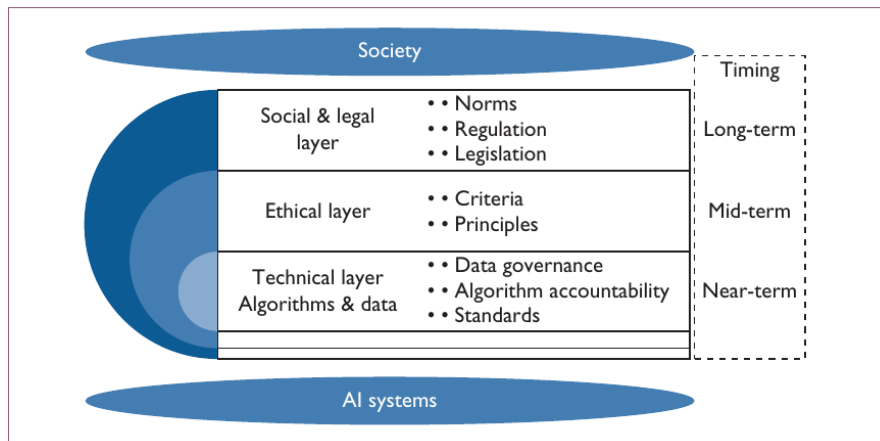 Society
Timing
Social & legal
layer
• • Norms
• • Regulation
• • Legislation
Long-term
Ethical layer
• • Criteria
• • Principles
Mid-term
Technical layer
Algorithms & data
• • Data governance
• • Algorithm accountability
• • Standards
Near-term
AI systems